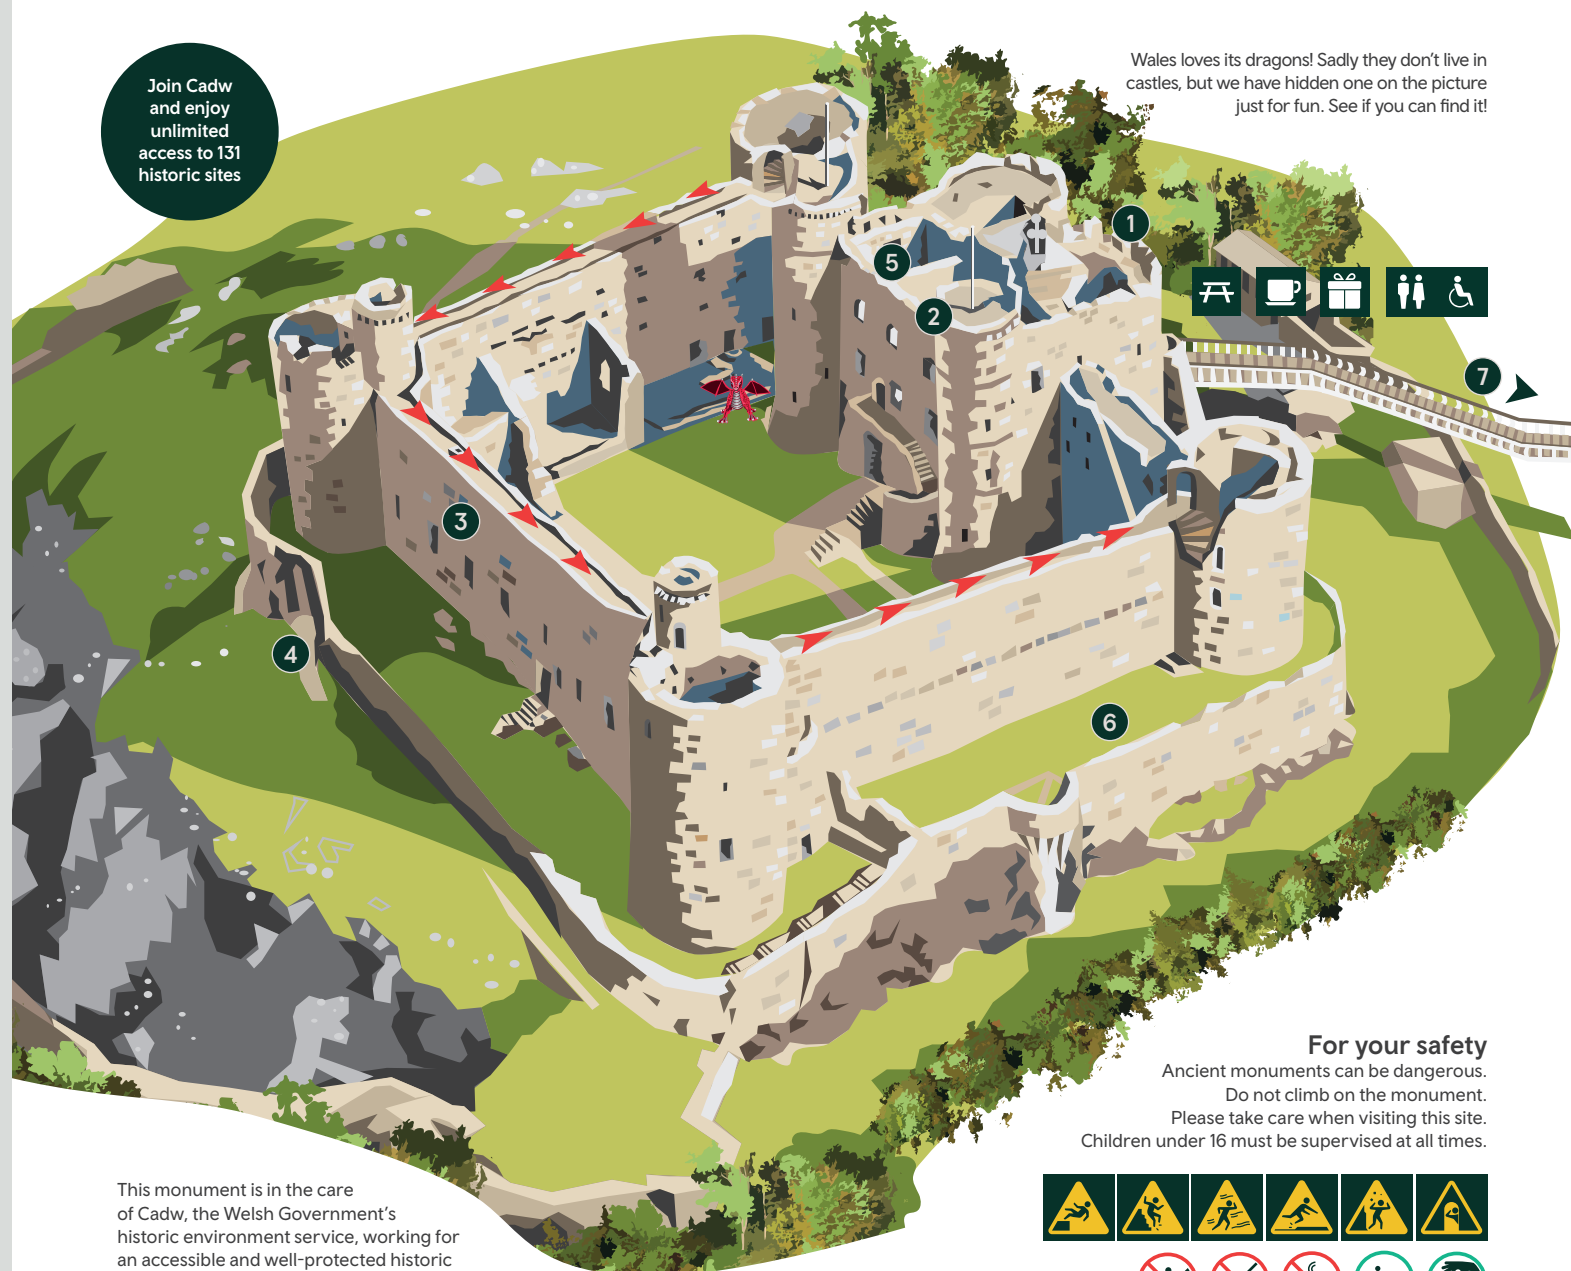 Join Cadw
and enjoy
unlimited
access to 131
historic sites
Wales loves its dragons! Sadly they don’t live in
castles, but we have hidden one on the picture
just for fun. See if you can find it!
1
5
2
7
3
4
6
For your safety
Ancient monuments can be dangerous.
Do not climb on the monument.
Please take care when visiting this site.
Children under 16 must be supervised at all times.
This monument is in the care
of Cadw, the Welsh Government’s
historic environment service, working for
an accessible and well-protected historic